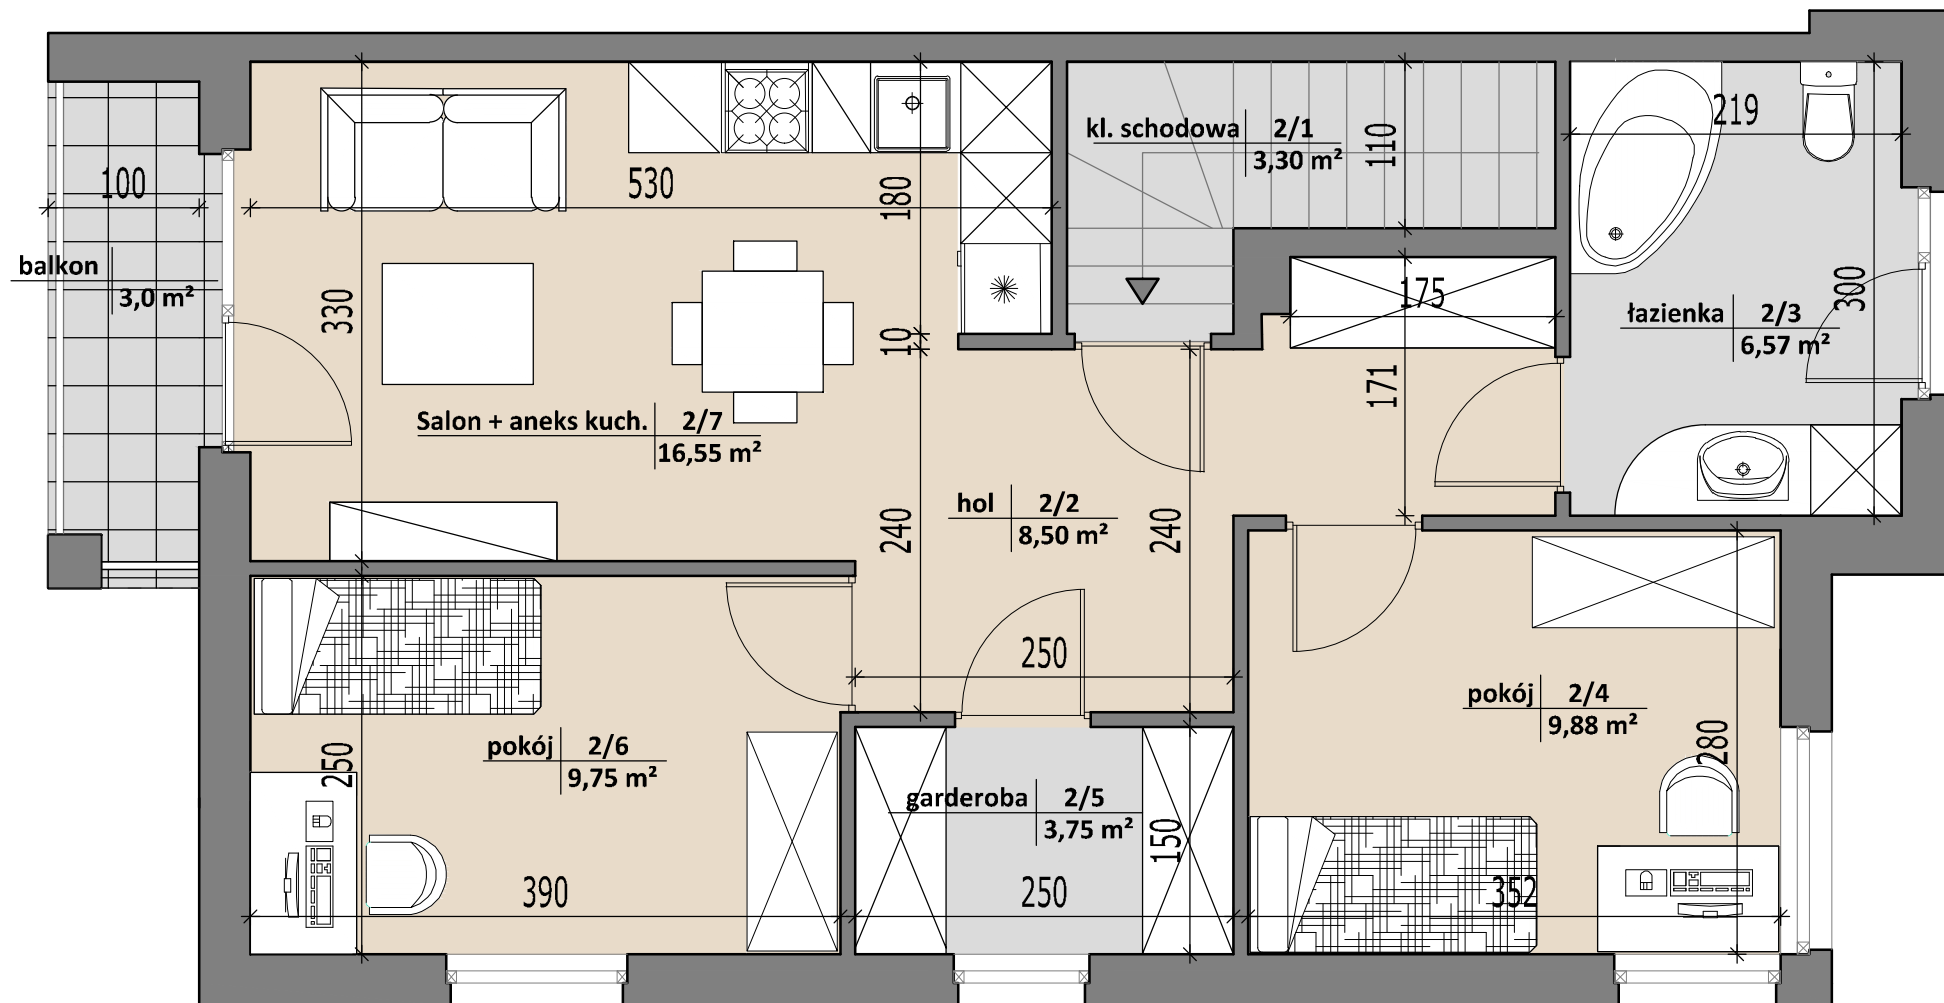 kl. schodowa 2/1
3,30 m²
110
219
100
530
180
balkon
3,0 m²
330
10
175
300
łazienka 2/3
6,57 m²
171
Salon + aneks kuch. 2/7
16,55 m²
hol 2/2
8,50 m²
240
240
250
pokój 2/4
9,88 m²
280
pokój 2/6
9,75 m²
250
garderoba 2/5
3,75 m²
150
390
250
352